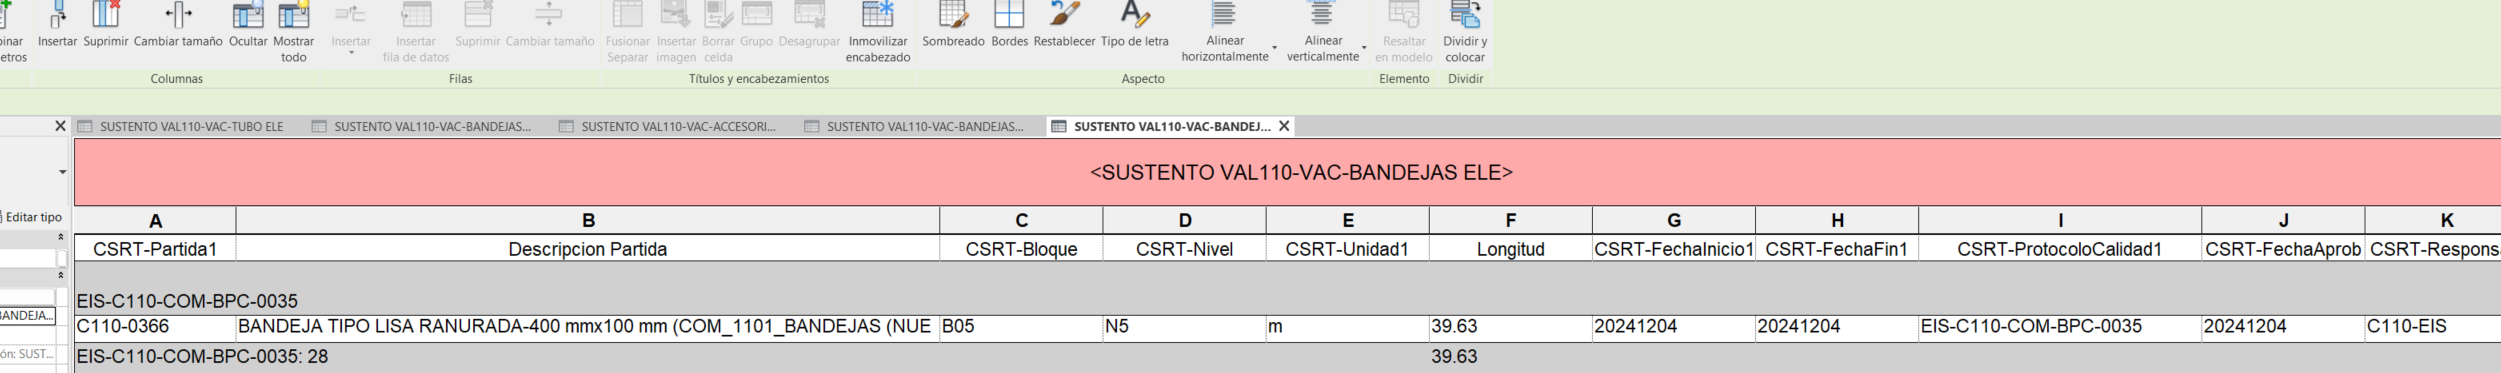 binar
etros
Insertar Suprimir Cambiar tamaño Ocultar Mostrar todo
Columnas
Insertar Insertar fila de datos Suprimir Cambiar tamaño
Filas
Fusionar Separar Insertar imagen Borrar celda Grupo Desagrupar Inmovilizar encabezado
Títulos y encabezamientos
Sombreado Bordes Restablecer Tipo de letra Alinear horizontalmente Alinear verticalmente
Aspecto
Resaltar en modelo
Elemento
Dividir y colocar
Dividir
SUSTENTO VAL110-VAC-TUBO ELE
SUSTENTO VAL110-VAC-BANDEJAS...
SUSTENTO VAL110-VAC-ACCESORI...
SUSTENTO VAL110-VAC-BANDEJAS...
SUSTENTO VAL110-VAC-BANDEJ...
Editar tipo
BANDEJA...
ón: SUST...
<SUSTENTO VAL110-VAC-BANDEJAS ELE>
A B C D E F G H I J K
CSRT-Partida1 Descripcion Partida CSRT-Bloque CSRT-Nivel CSRT-Unidad1 Longitud CSRT-FechaInicio1 CSRT-FechaFin1 CSRT-ProtocoloCalidad1 CSRT-FechaAprob CSRT-Respons
EIS-C110-COM-BPC-0035
C110-0366 BANDEJA TIPO LISA RANURADA-400 mmx100 mm (COM_1101_BANDEJAS (NUE B05 N5 m 39.63 20241204 20241204 EIS-C110-COM-BPC-0035 20241204 C110-EIS
EIS-C110-COM-BPC-0035: 28 39.63